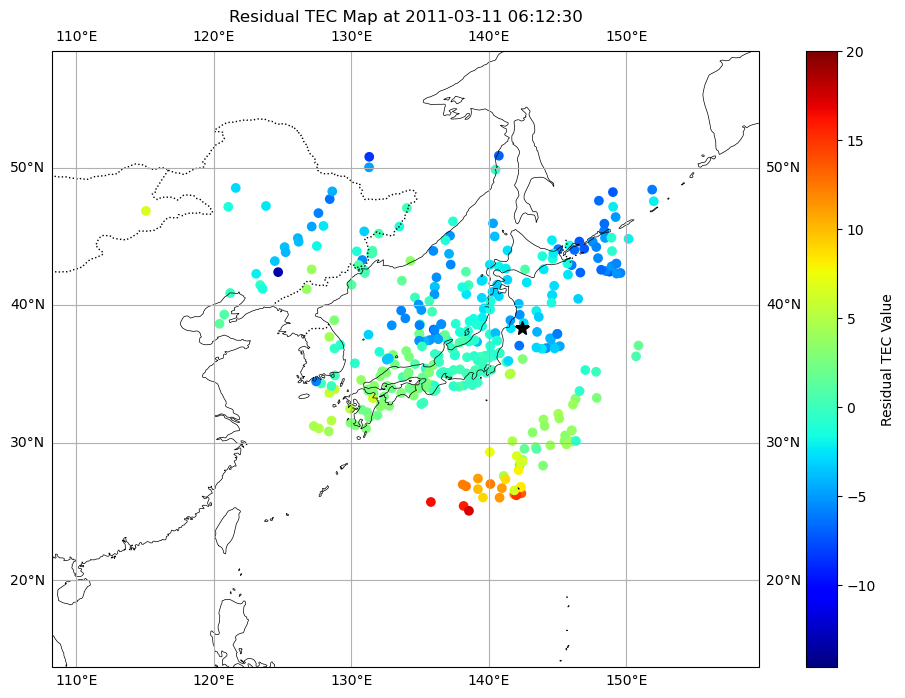 Residual TEC Map at 2011-03-11 06:12:30
110°E 120°E 130°E 140°E 150°E
20
15
50°N 50°N
10
40°N 40°N
5
Residual TEC Value
0
30°N 30°N
−5
20°N 20°N
−10
110°E 120°E 130°E 140°E 150°E